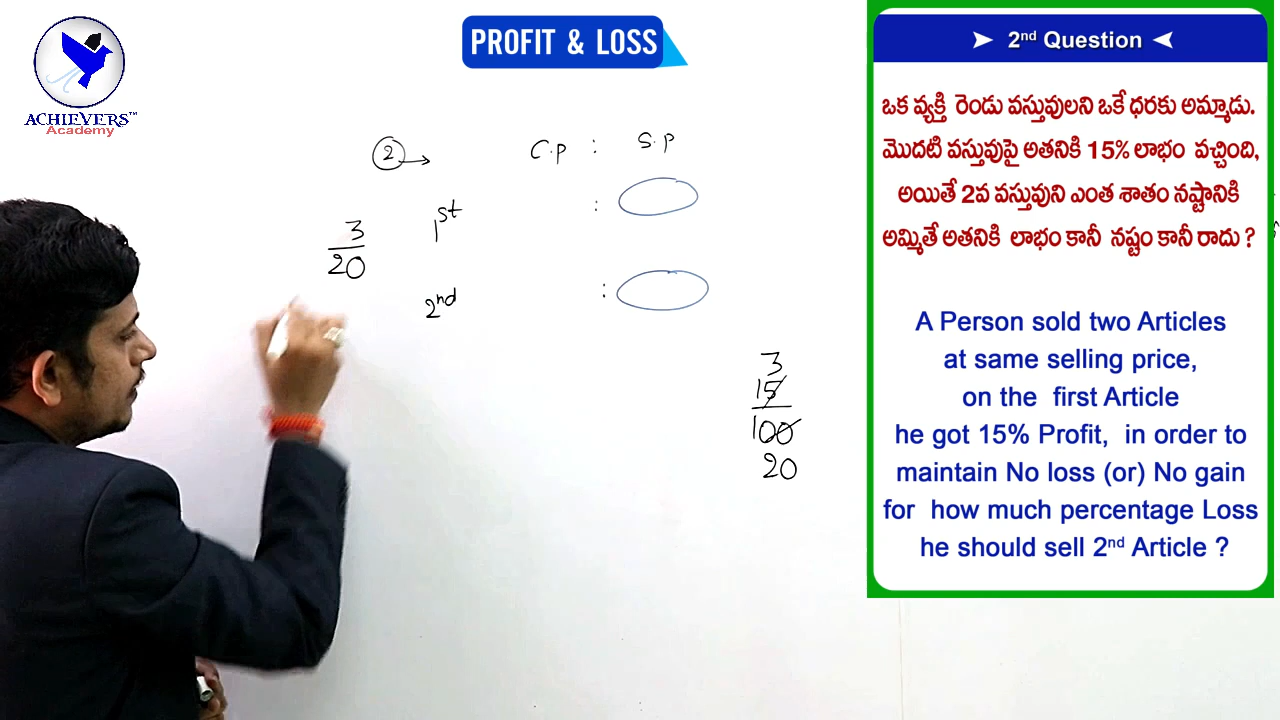 ACHIEVERS™
Academy
PROFIT & LOSS
2 → C.P : S.P
1st :
3
20
2nd :
3
15
100
20
➤ 2nd Question ➤
ఒక వ్యక్తి రెండు వస్తువులని ఒకే ధరకు అమ్మాడు.
మొదటి వస్తువుపై అతనికి 15% లాభం వచ్చింది,
అయితే 2వ వస్తువుని ఎంత శాతం నష్టానికి
అమ్మితే అతనికి లాభం కానీ నష్టం కానీ రాదు ?
A Person sold two Articles
at same selling price,
on the first Article
he got 15% Profit, in order to
maintain No loss (or) No gain
for how much percentage Loss
he should sell 2nd Article ?